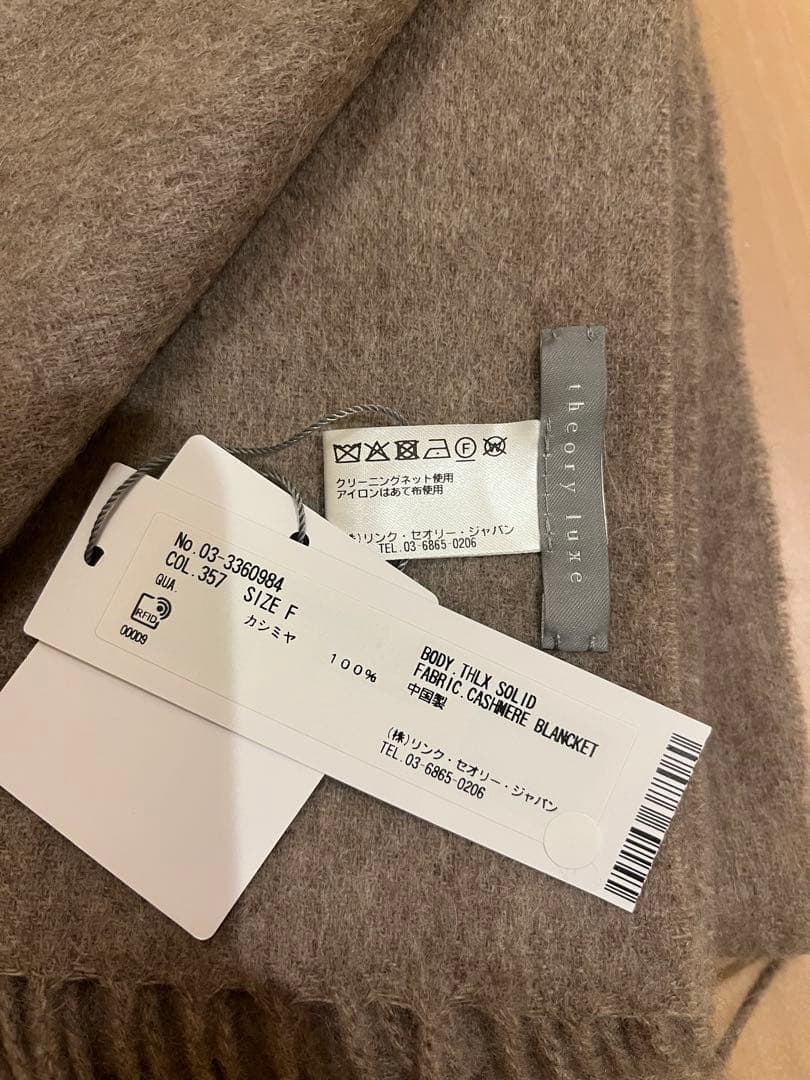 theory luxe
F
W
クリーニングネット使用
アイロンはあて布使用
㈱)リンク・セオリー・ジャパン
TEL.03-6865-0206
No.03-3360984
COL.357 SIZE F
QUA. カシミヤ 100%
RFID
00009
BODY.THLX SOLID
FABRIC.CASHMERE BLANCKET
中国製
(株)リンク・セオリー・ジャパン
TEL.03-6865-0206